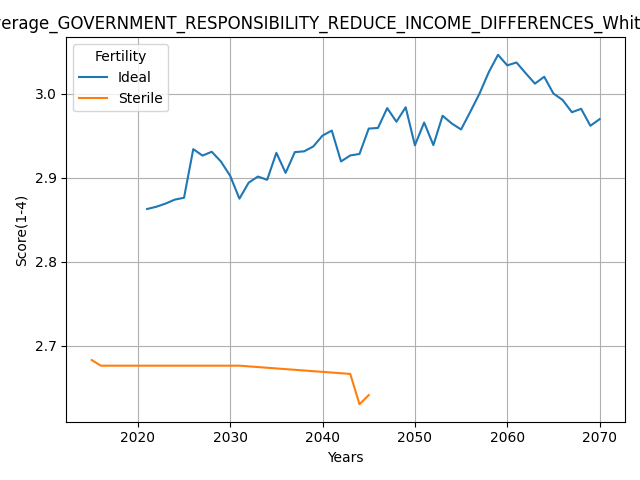 erage_GOVERNMENT_RESPONSIBILITY_REDUCE_INCOME_DIFFERENCES_Whit
Fertility
Ideal
Sterile
3.0
2.9
2.8
2.7
Score(1-4)
2020
2030
2040
2050
2060
2070
Years